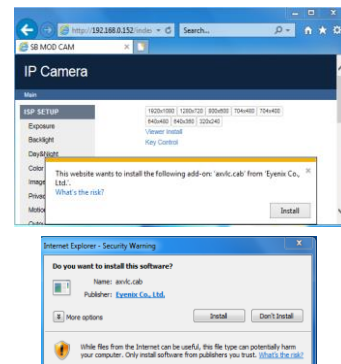 http://192.168.0.152/index
Search...
SB MOD CAM
IP Camera
Main
ISP SETUP
1920x1080 1280x720 800x600 704x480 704x480
640x480 640x360 320x240
Exposure
Viewer Install
Backlight
Key Control
Day&Night
Color
This website wants to install the following add-on: 'axvlc.cab' from 'Eyenix Co.,
Ltd.'.
What's the risk?
Install
Internet Explorer - Security Warning
Do you want to install this software?
Name: axvlc.cab
Publisher: Eyenix Co., Ltd.
More options
Install
Don't Install
While files from the Internet can be useful, this file type can potentially harm
your computer. Only install software from publishers you trust. What's the risk?